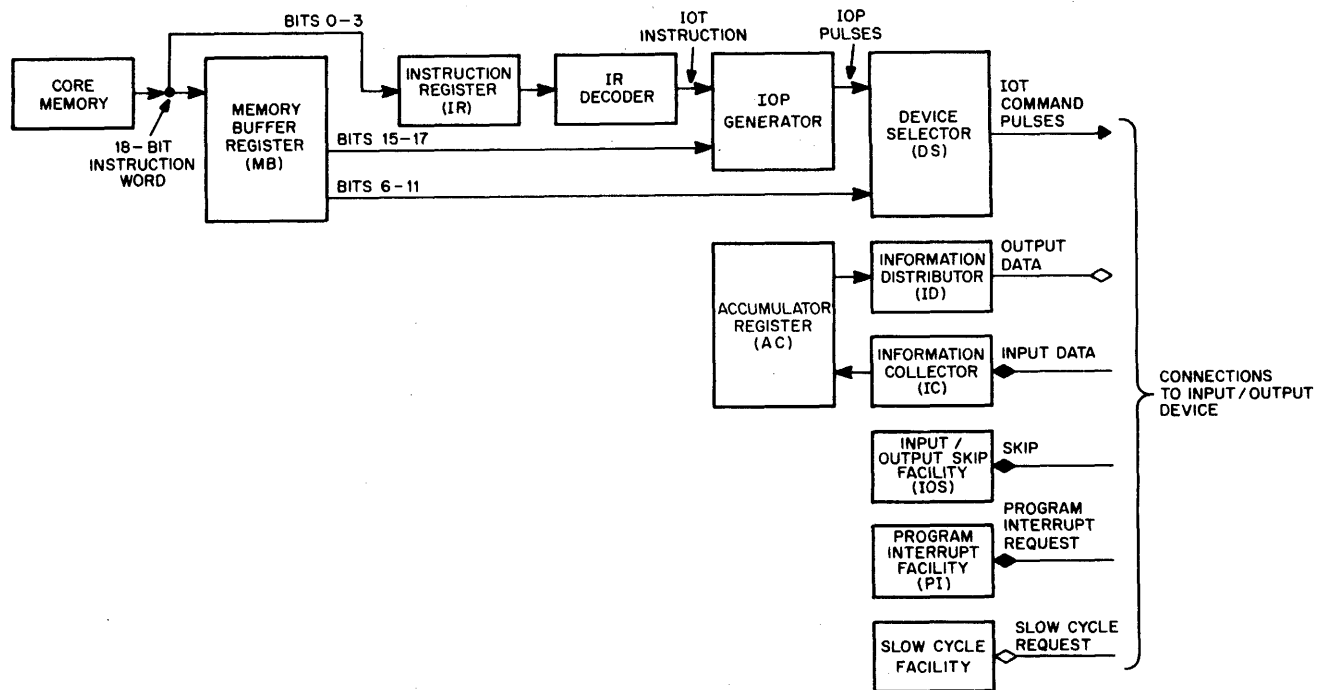 BITS 0-3
IOT
INSTRUCTION
IOP
PULSES
CORE
MEMORY
18-BIT
INSTRUCTION
WORD
MEMORY
BUFFER
REGISTER
(MB)
INSTRUCTION
REGISTER
(IR)
IR
DECODER
IOP
GENERATOR
DEVICE
SELECTOR
(DS)
IOT
COMMAND
PULSES
BITS 15-17
BITS 6-11
ACCUMULATOR
REGISTER
(AC)
INFORMATION
DISTRIBUTOR
(ID)
OUTPUT
DATA
INFORMATION
COLLECTOR
(IC)
INPUT DATA
INPUT /
OUTPUT SKIP
FACILITY
(IOS)
SKIP
PROGRAM
INTERRUPT
FACILITY
(PI)
PROGRAM
INTERRUPT
REQUEST
SLOW CYCLE
FACILITY
SLOW CYCLE
REQUEST
CONNECTIONS
TO INPUT/OUTPUT
DEVICE